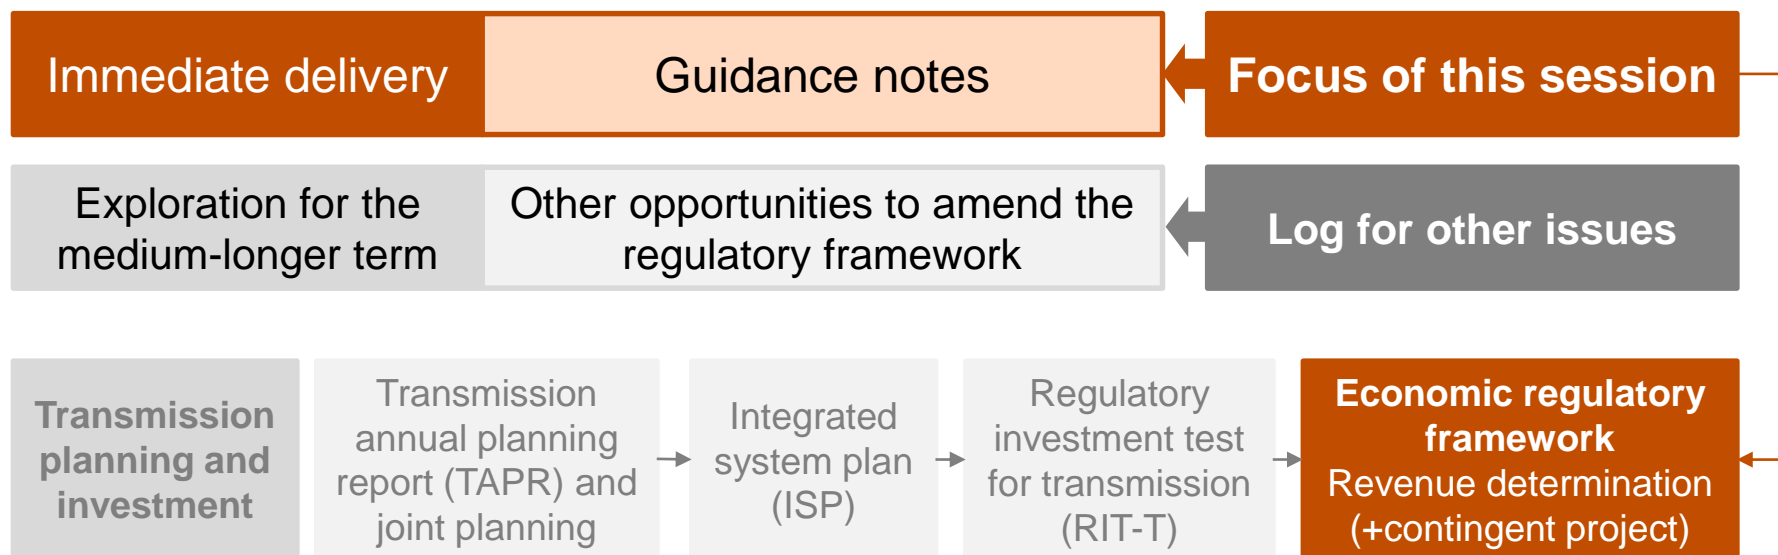 Immediate delivery
Guidance notes
Focus of this session
Exploration for the
medium-longer term
Other opportunities to amend the
regulatory framework
Log for other issues
Transmission
planning and
investment
Transmission
annual planning
report (TAPR) and
joint planning
Integrated
system plan
(ISP)
Regulatory
investment test
for transmission
(RIT-T)
Economic regulatory
framework
Revenue determination
(+contingent project)